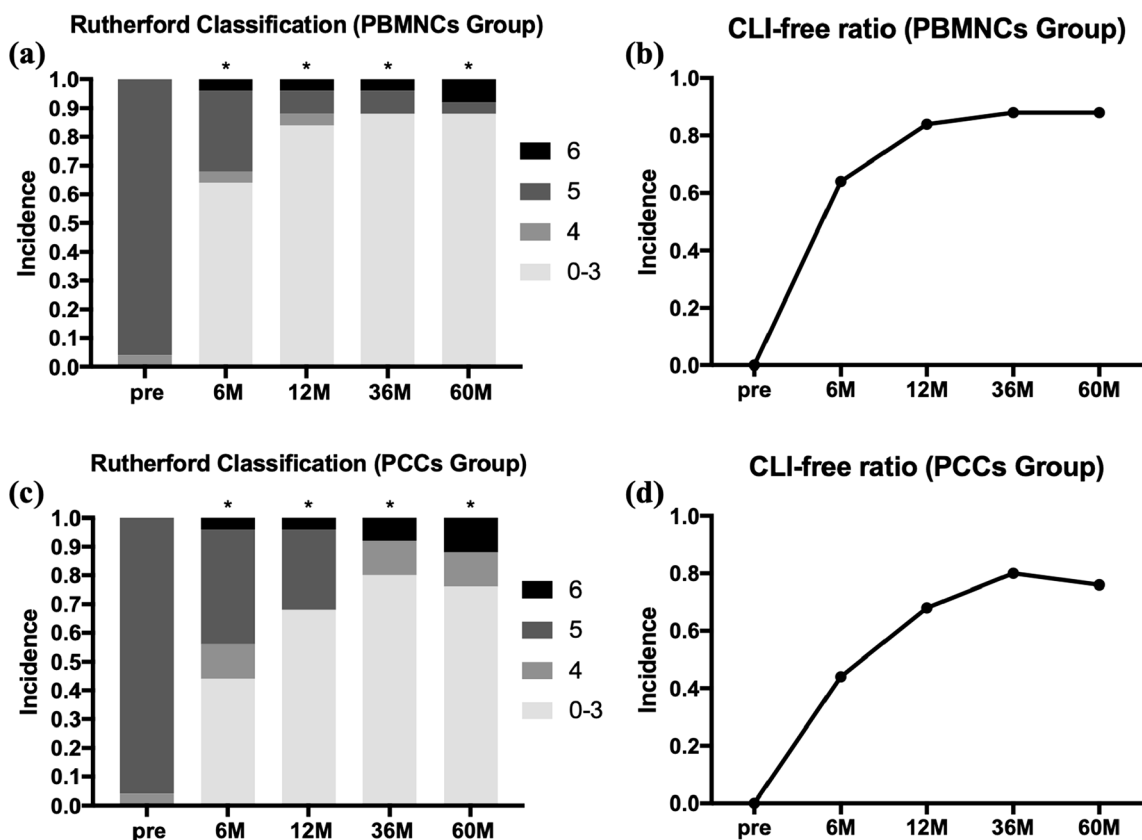 Rutherford Classification (PBMNCs Group)
(a)
* * * *
1.0
0.9
0.8
0.7
0.6
0.5
0.4
0.3
0.2
0.1
0.0
Incidence
pre 6M 12M 36M 60M
6
5
4
0-3
CLI-free ratio (PBMNCs Group)
(b)
1.0
0.8
0.6
0.4
0.2
0.0
Incidence
pre 6M 12M 36M 60M
Rutherford Classification (PCCs Group)
(c)
* * * *
1.0
0.9
0.8
0.7
0.6
0.5
0.4
0.3
0.2
0.1
0.0
Incidence
pre 6M 12M 36M 60M
6
5
4
0-3
CLI-free ratio (PCCs Group)
(d)
1.0
0.8
0.6
0.4
0.2
0.0
Incidence
pre 6M 12M 36M 60M